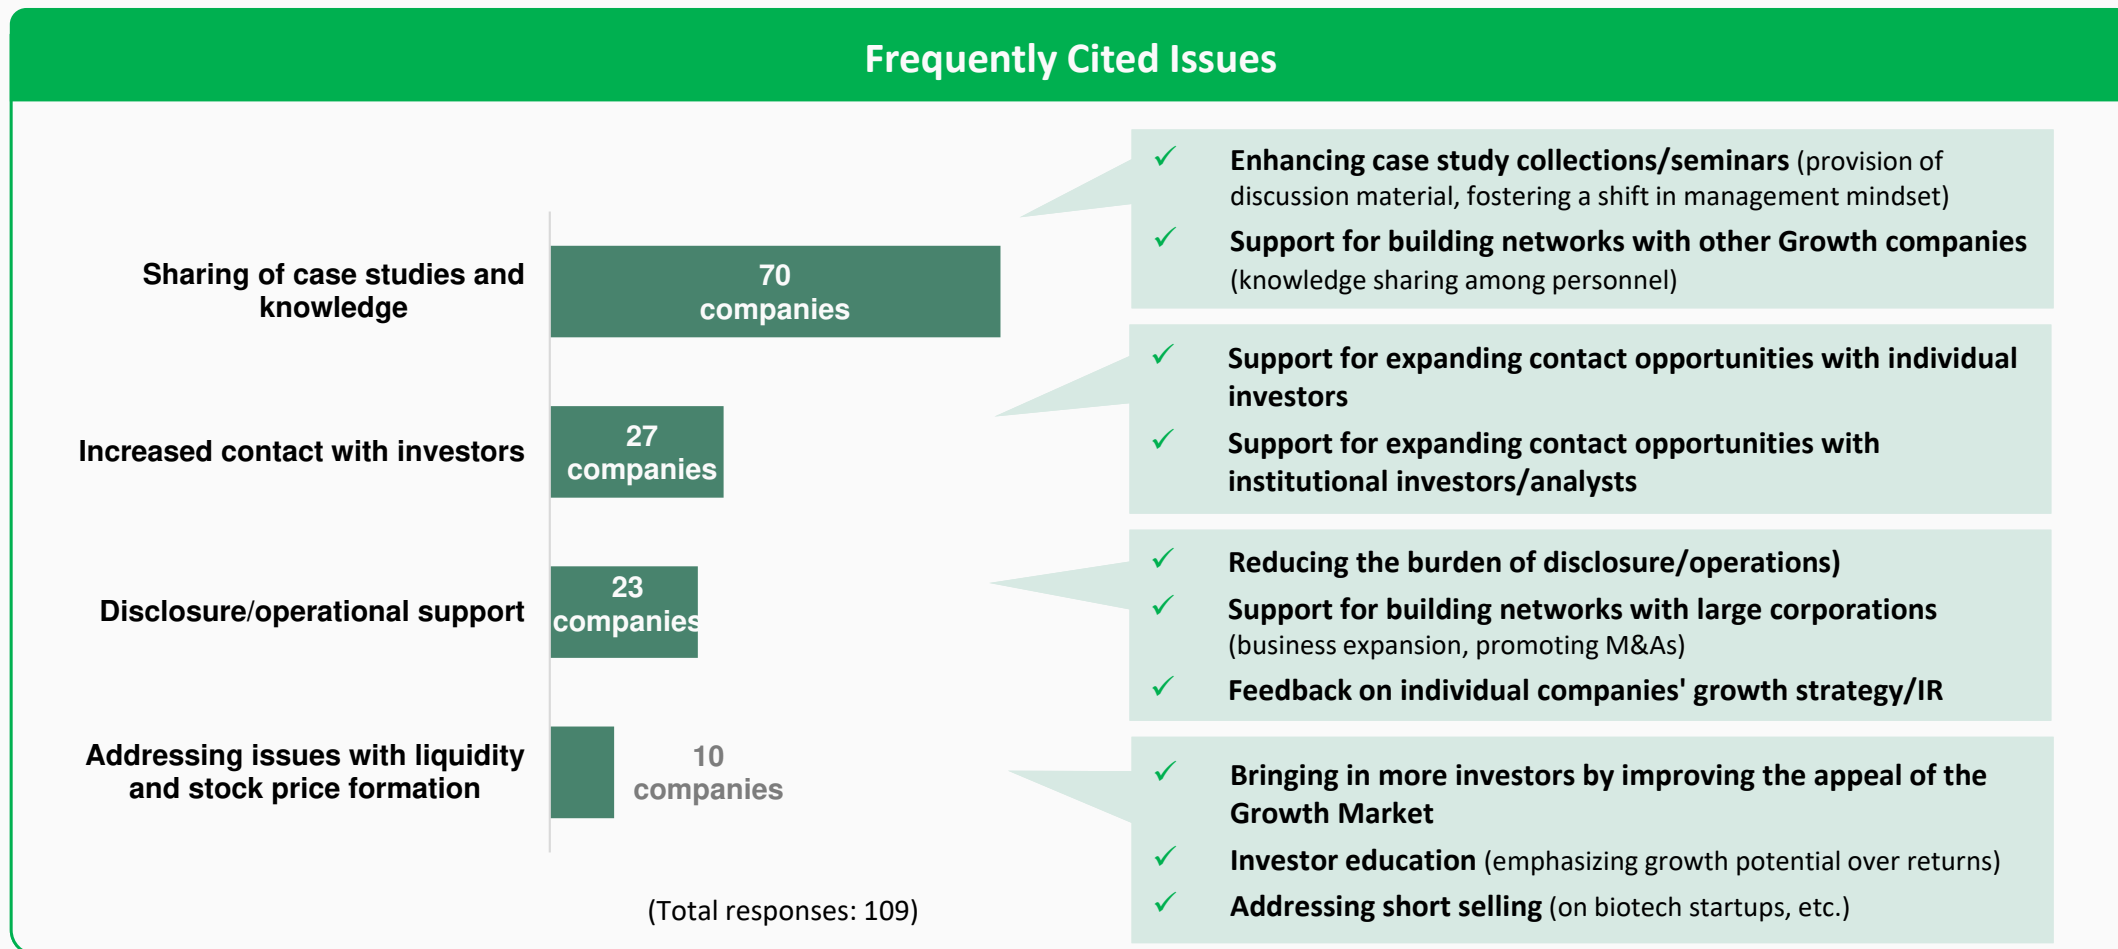 Frequently Cited Issues
Sharing of case studies and
knowledge
70
companies
✓ Enhancing case study collections/seminars (provision of
discussion material, fostering a shift in management mindset)
✓ Support for building networks with other Growth companies
(knowledge sharing among personnel)
Increased contact with investors
27
companies
✓ Support for expanding contact opportunities with individual
investors
✓ Support for expanding contact opportunities with
institutional investors/analysts
Disclosure/operational support
23
companies
✓ Reducing the burden of disclosure/operations)
✓ Support for building networks with large corporations
(business expansion, promoting M&As)
✓ Feedback on individual companies' growth strategy/IR
Addressing issues with liquidity
and stock price formation
10
companies
✓ Bringing in more investors by improving the appeal of the
Growth Market
✓ Investor education (emphasizing growth potential over returns)
✓ Addressing short selling (on biotech startups, etc.)
(Total responses: 109)